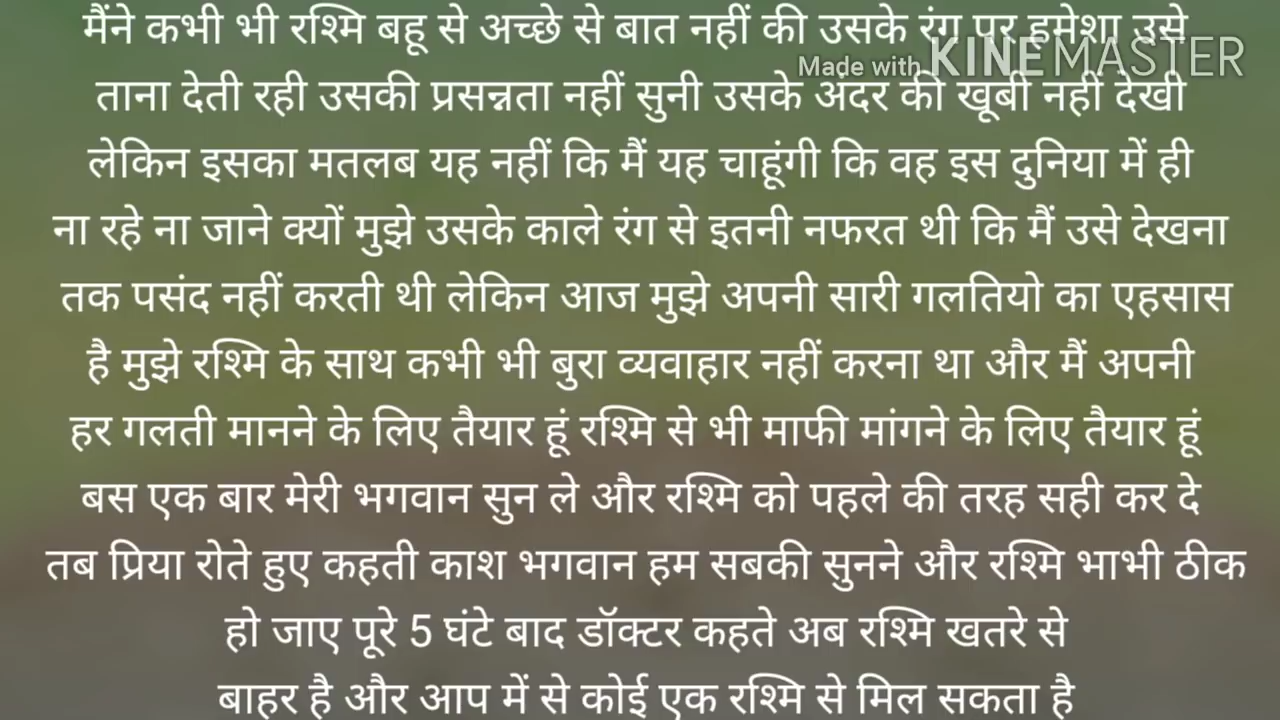 मैंने कभी भी रश्मि बहू से अच्छे से बात नहीं की उसके रंग पर हमेशा उसे
Made with KINEMASTER
ताना देती रही उसकी प्रसन्नता नहीं सुनी उसके अंदर की खूबी नहीं देखी
लेकिन इसका मतलब यह नहीं कि मैं यह चाहूंगी कि वह इस दुनिया में ही
ना रहे ना जाने क्यों मुझे उसके काले रंग से इतनी नफरत थी कि मैं उसे देखना
तक पसंद नहीं करती थी लेकिन आज मुझे अपनी सारी गलतियो का एहसास
है मुझे रश्मि के साथ कभी भी बुरा व्यवाहार नहीं करना था और मैं अपनी
हर गलती मानने के लिए तैयार हूं रश्मि से भी माफी मांगने के लिए तैयार हूं
बस एक बार मेरी भगवान सुन ले और रश्मि को पहले की तरह सही कर दे
तब प्रिया रोते हुए कहती काश भगवान हम सबकी सुनने और रश्मि भाभी ठीक
हो जाए पूरे 5 घंटे बाद डॉक्टर कहते अब रश्मि खतरे से
बाहर है और आप में से कोई एक रश्मि से मिल सकता है